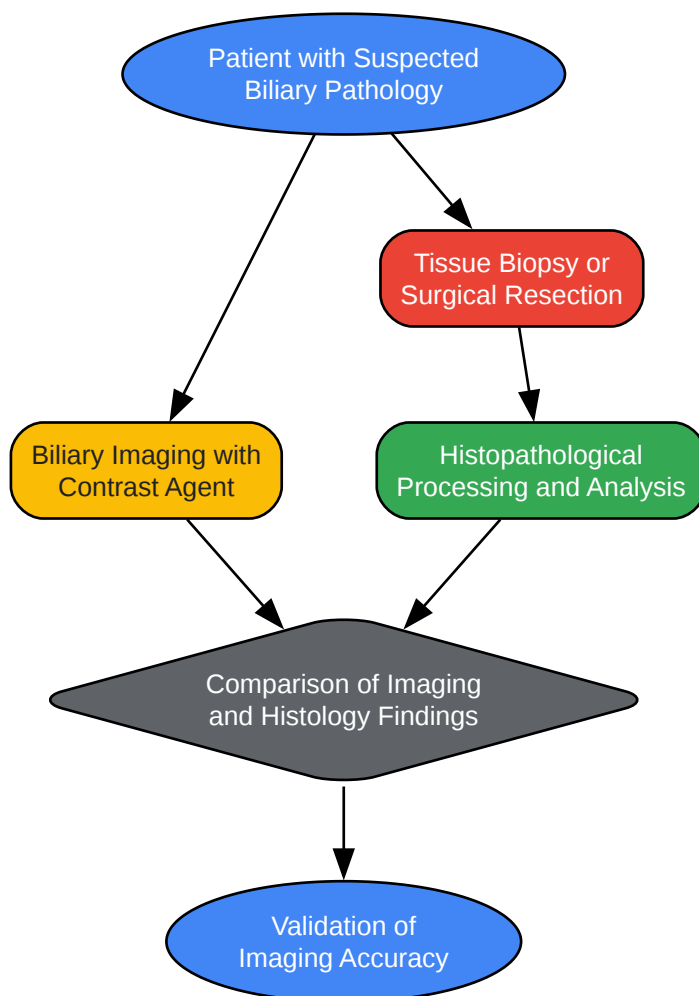 Patient with Suspected
Biliary Pathology
Tissue Biopsy or
Surgical Resection
Biliary Imaging with
Contrast Agent
Histopathological
Processing and Analysis
Comparison of Imaging
and Histology Findings
Validation of
Imaging Accuracy